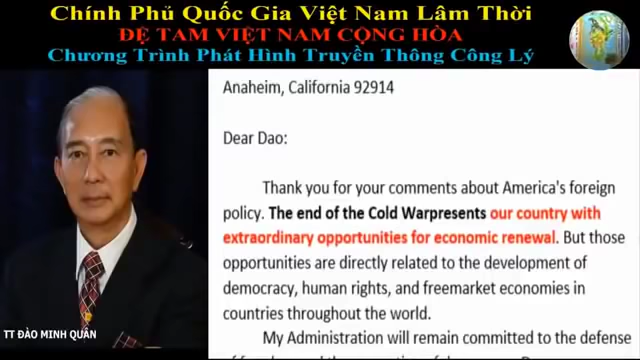 Chính Phủ Quốc Gia Việt Nam Lâm Thời
ĐỆ TAM VIỆT NAM CỘNG HÒA
Chương Trình Phát Hình Truyền Thông Công Lý
Anaheim, California 92914
Dear Dao:
Thank you for your comments about America's foreign
policy. The end of the Cold Warpresents our country with
extraordinary opportunities for economic renewal. But those
opportunities are directly related to the development of
democracy, human rights, and freemarket economies in
countries throughout the world.
My Administration will remain committed to the defense
TT ĐÀO MINH QUÂN